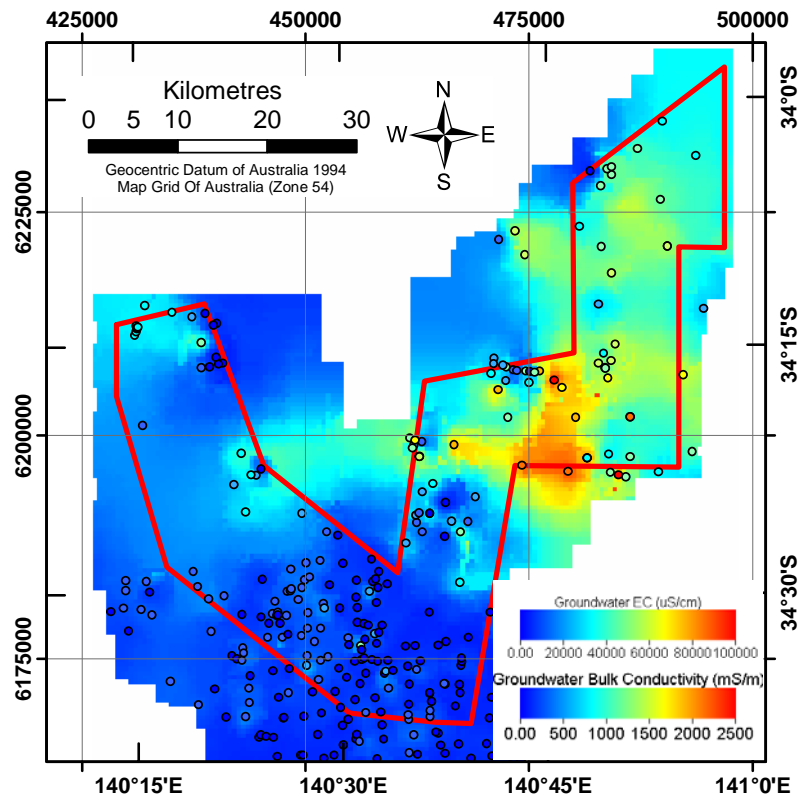 425000 450000 475000 500000
Kilometres
0 5 10 20 30
N
W E
S
Geocentric Datum of Australia 1994
Map Grid Of Australia (Zone 54)
34°0'S
6225000
34°15'S
6200000
34°30'S
6175000
Groundwater EC (uS/cm)
0.00 20000 40000 60000 80000 100000
Groundwater Bulk Conductivity (mS/m)
0.00 500 1000 1500 2000 2500
140°15'E 140°30'E 140°45'E 141°0'E